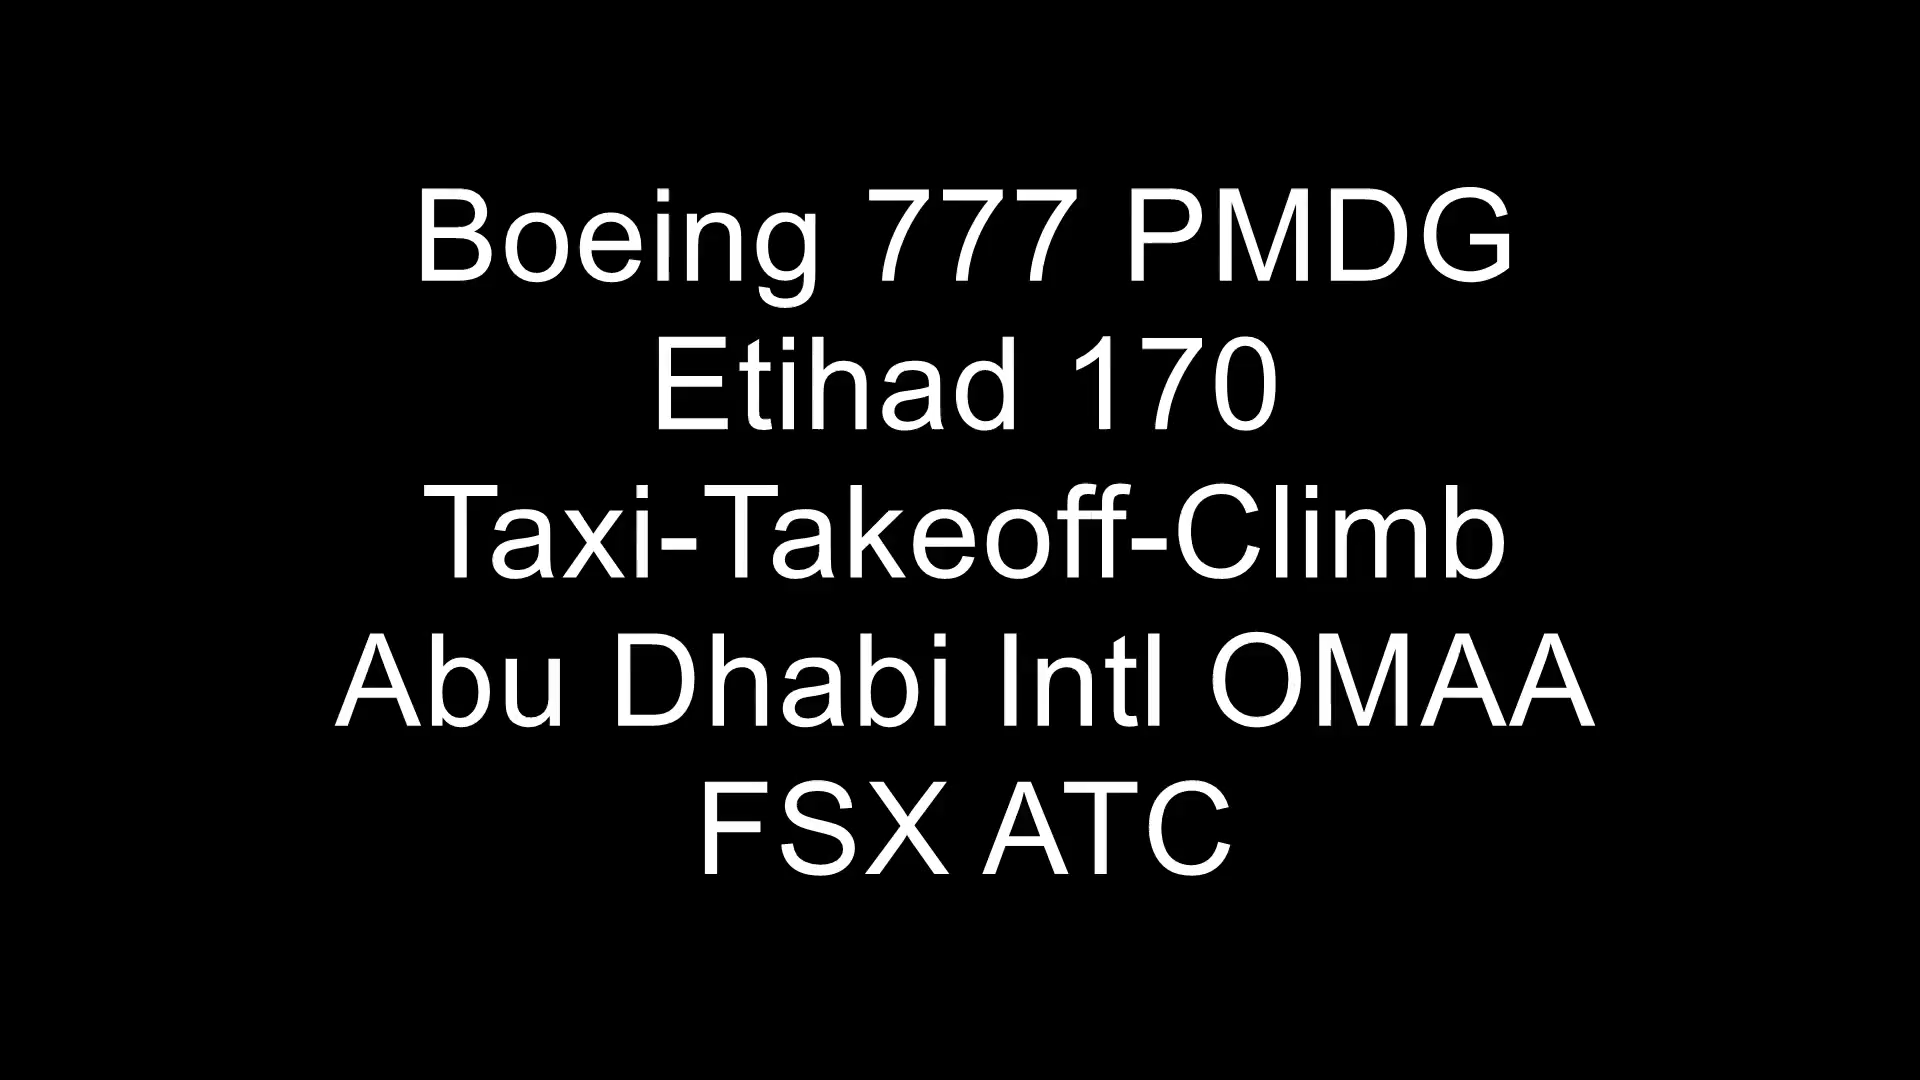 Boeing 777 PMDG
Etihad 170
Taxi-Takeoff-Climb
Abu Dhabi Intl OMAA
FSX ATC